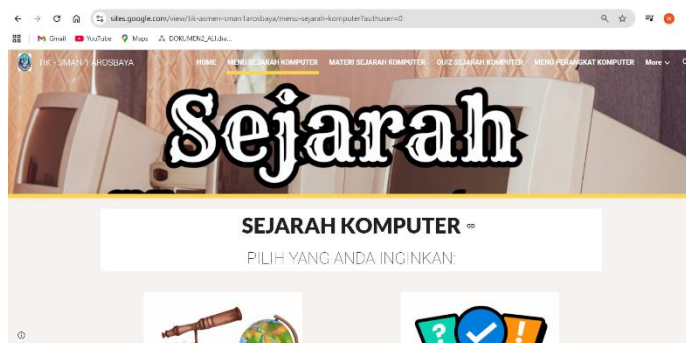 sites.google.com/view/tik-asmen-sman1arosbaya/menu-sejarah-komputer?authuser=0
Gmail YouTube Maps DOKUMEN2_ALL.dra...
TIK - SMAN 1 AROSBAYA HOME MENU SEJARAH KOMPUTER MATERI SEJARAH KOMPUTER QUIZ SEJARAH KOMPUTER MENU PERANGKAT KOMPUTER More
Sejarah
SEJARAH KOMPUTER
PILIH YANG ANDA INGINKAN: